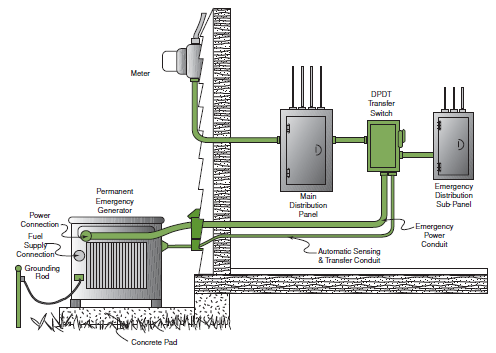 Meter
DPDT
Transfer
Switch
Main
Distribution
Panel
Emergency
Distribution
Sub-Panel
Permanent
Emergency
Generator
Power
Connection
Fuel
Supply
Connection
Grounding
Rod
Emergency
Power
Conduit
Automatic Sensing
& Transfer Conduit
Concrete Pad